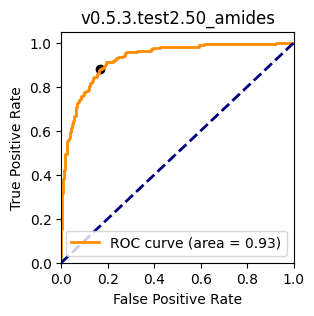 v0.5.3.test2.50_amides
True Positive Rate
1.0
0.8
0.6
0.4
0.2
0.0
ROC curve (area = 0.93)
0.0 0.2 0.4 0.6 0.8 1.0
False Positive Rate